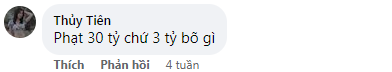 Thủy Tiên
Phạt 30 tỷ chứ 3 tỷ bõ gì
Thích Phản hồi 4 tuần